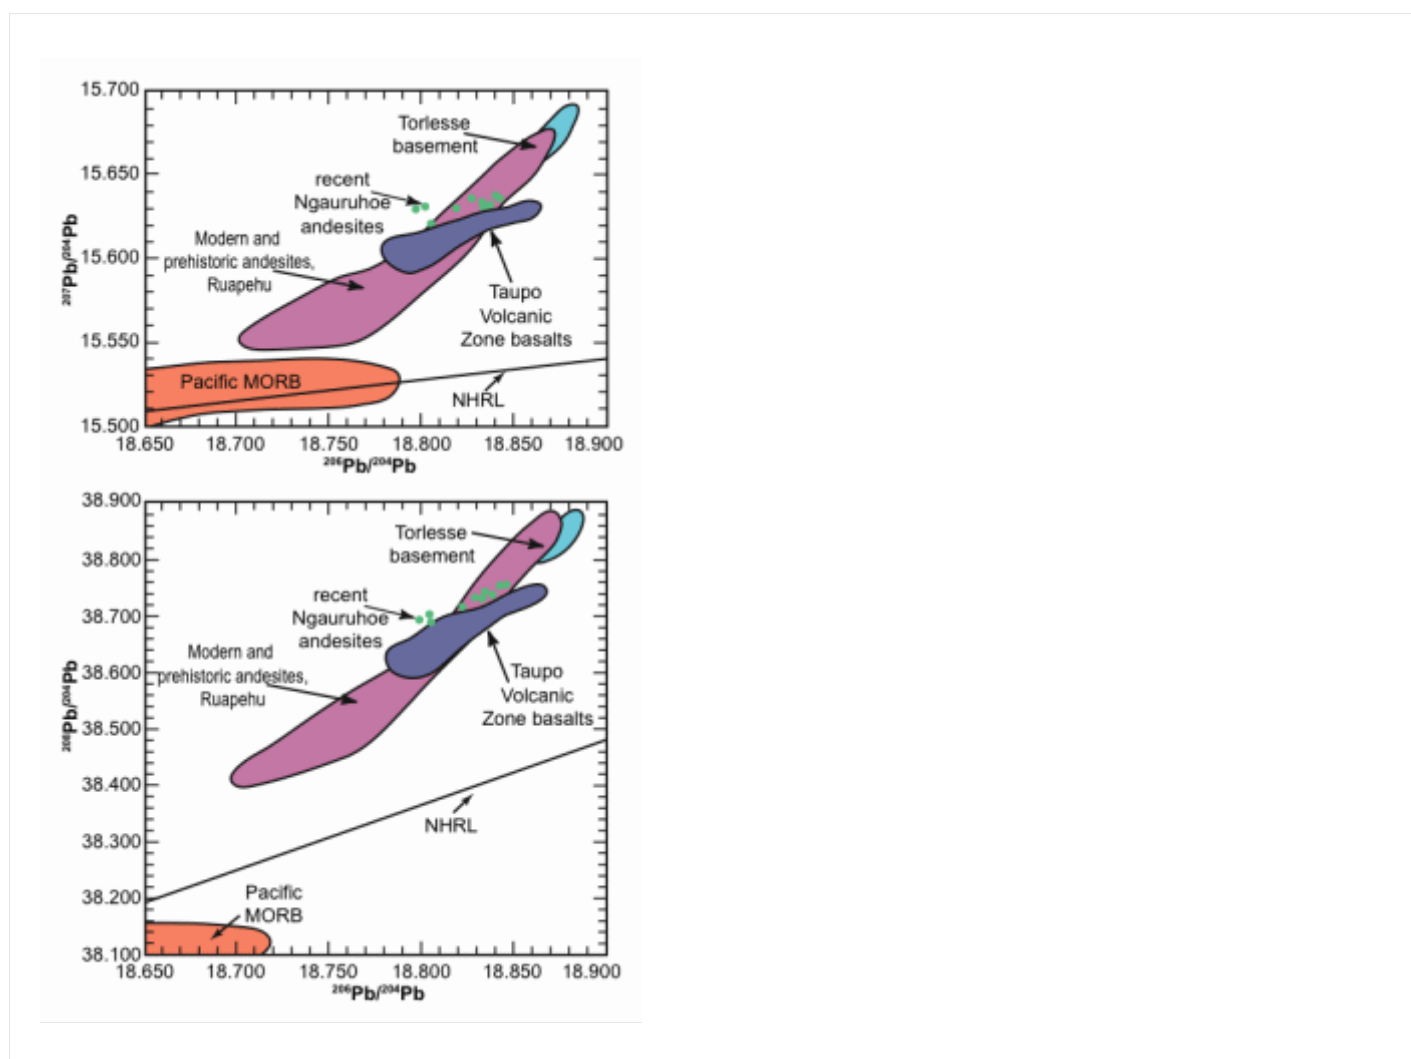 15.700
Torlesse
basement
15.650
recent
Ngauruhoe
andesites
Modern and
prehistoric andesites,
Ruapehu
15.600
²⁰⁷Pb/²⁰⁴Pb
Taupo
Volcanic
Zone basalts
15.550
Pacific MORB
NHRL
15.500
18.650 18.700 18.750 18.800 18.850 18.900
²⁰⁶Pb/²⁰⁴Pb
38.900
Torlesse
basement
38.800
recent
Ngauruhoe
andesites
38.700
Modern and
prehistoric andesites,
Ruapehu
38.600
²⁰⁸Pb/²⁰⁴Pb
Taupo
Volcanic
Zone basalts
38.500
38.400
NHRL
38.300
38.200
Pacific
MORB
38.100
18.650 18.700 18.750 18.800 18.850 18.900
²⁰⁶Pb/²⁰⁴Pb